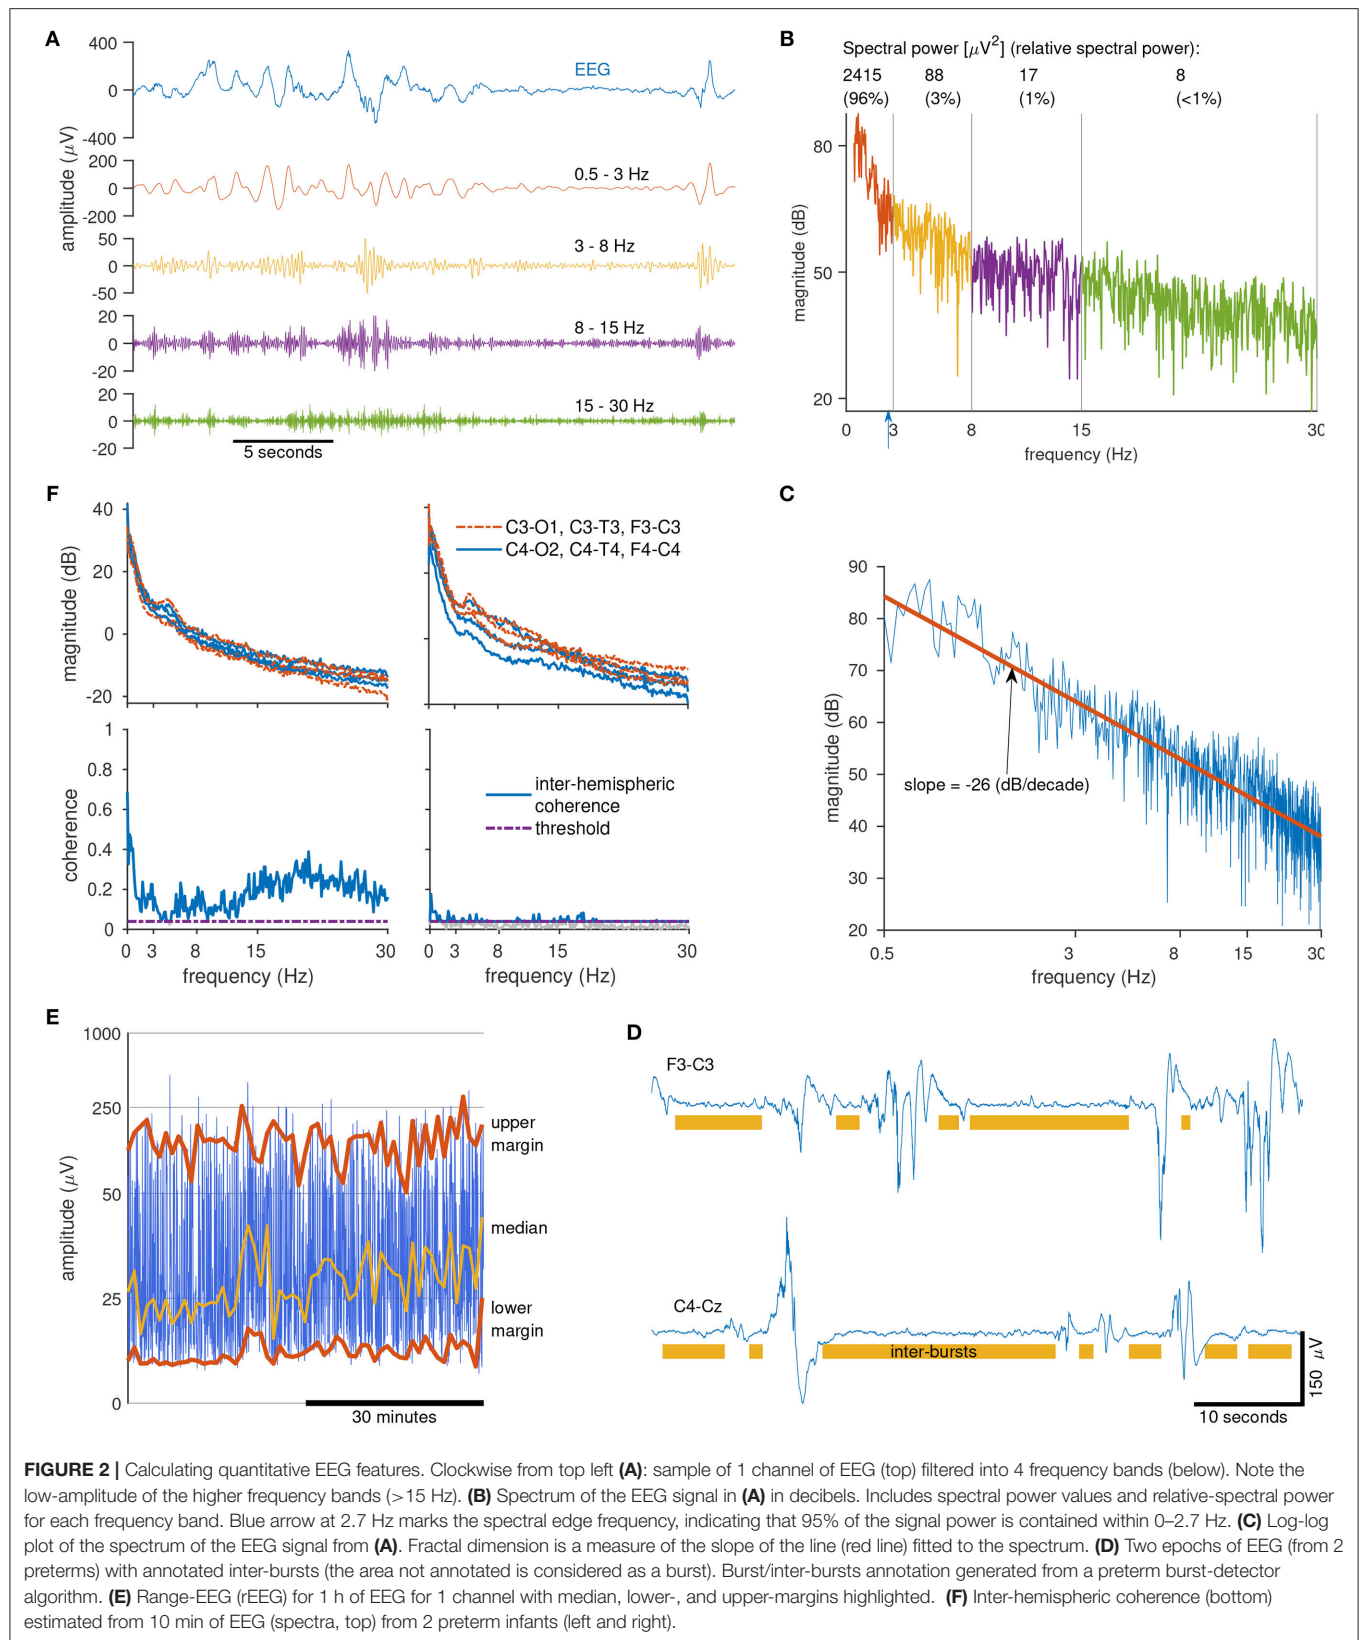 A
400
0
-400
EEG
200
0
-200
0.5 - 3 Hz
50
0
-50
3 - 8 Hz
20
0
-20
8 - 15 Hz
20
0
-20
15 - 30 Hz
5 seconds
amplitude (μV)
B
Spectral power [μV²] (relative spectral power):
2415 88 17 8
(96%) (3%) (1%) (<1%)
80
50
20
magnitude (dB)
0 3 8 15 30
frequency (Hz)
F
40
20
0
-20
magnitude (dB)
C3-O1, C3-T3, F3-C3
C4-O2, C4-T4, F4-C4
1
0.8
0.6
0.4
0.2
0
coherence
inter-hemispheric
coherence
threshold
0 3 8 15 30
frequency (Hz)
0 3 8 15 30
frequency (Hz)
C
90
80
70
60
50
40
30
20
magnitude (dB)
slope = -26 (dB/decade)
0.5 3 8 15 30
frequency (Hz)
E
1000
250
50
25
0
amplitude (μV)
upper
margin
median
lower
margin
30 minutes
D
F3-C3
C4-Cz
inter-bursts
150 μV
10 seconds
FIGURE 2 | Calculating quantitative EEG features. Clockwise from top left (A): sample of 1 channel of EEG (top) filtered into 4 frequency bands (below). Note the
low-amplitude of the higher frequency bands (>15 Hz). (B) Spectrum of the EEG signal in (A) in decibels. Includes spectral power values and relative-spectral power
for each frequency band. Blue arrow at 2.7 Hz marks the spectral edge frequency, indicating that 95% of the signal power is contained within 0–2.7 Hz. (C) Log-log
plot of the spectrum of the EEG signal from (A). Fractal dimension is a measure of the slope of the line (red line) fitted to the spectrum. (D) Two epochs of EEG (from 2
preterms) with annotated inter-bursts (the area not annotated is considered as a burst). Burst/inter-bursts annotation generated from a preterm burst-detector
algorithm. (E) Range-EEG (rEEG) for 1 h of EEG for 1 channel with median, lower-, and upper-margins highlighted. (F) Inter-hemispheric coherence (bottom)
estimated from 10 min of EEG (spectra, top) from 2 preterm infants (left and right).